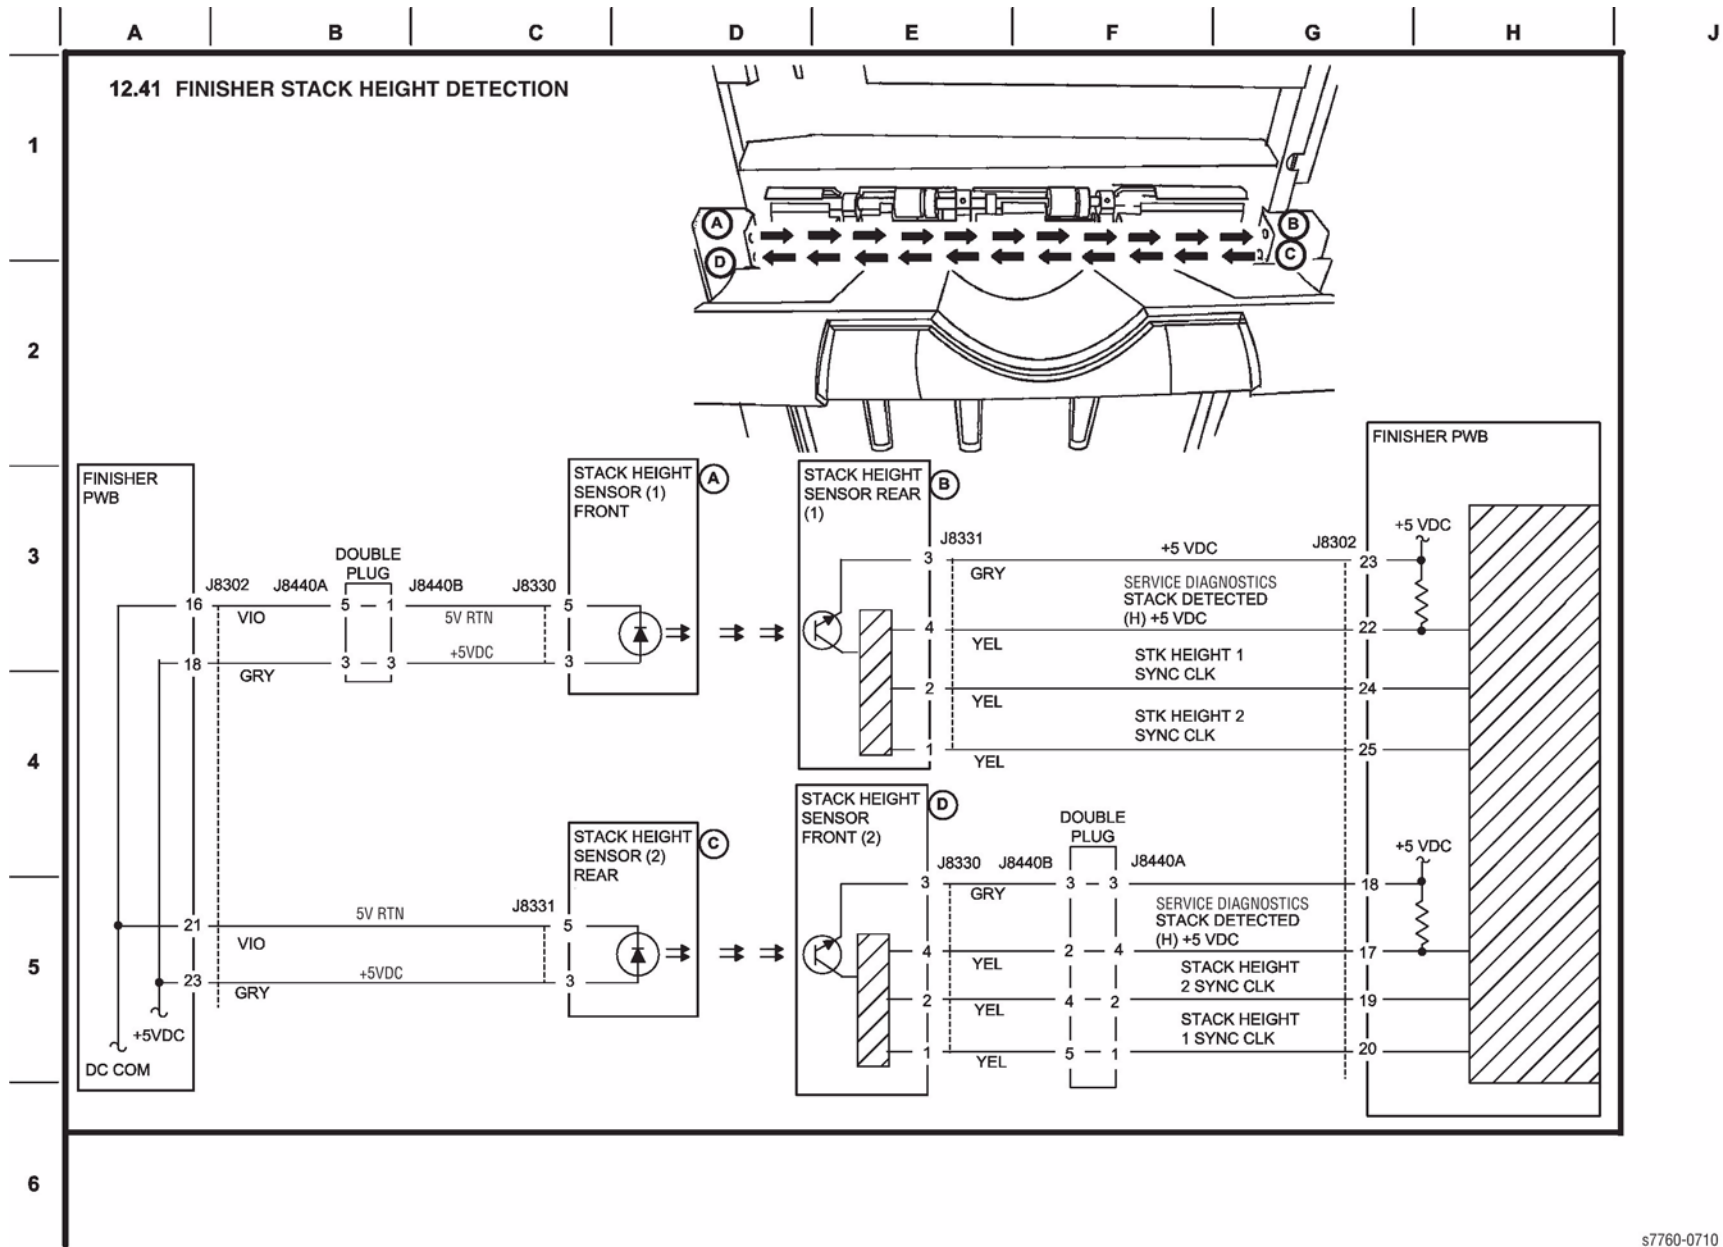 A B C D E F G H J
1
2
3
4
5
6
12.41 FINISHER STACK HEIGHT DETECTION
A
B
D
C
FINISHER
PWB
J8302
16
VIO
18
GRY
J8440A
DOUBLE
PLUG
5 1
3 3
J8440B
5V RTN
+5VDC
J8330
5
3
STACK HEIGHT
SENSOR (1)
FRONT
A
STACK HEIGHT
SENSOR REAR
(1)
B
J8331
3
GRY
4
YEL
2
YEL
1
YEL
+5 VDC
SERVICE DIAGNOSTICS
STACK DETECTED
(H) +5 VDC
STK HEIGHT 1
SYNC CLK
STK HEIGHT 2
SYNC CLK
J8302
23
22
24
25
FINISHER PWB
+5 VDC
21
VIO
23
GRY
+5VDC
DC COM
5V RTN
+5VDC
J8331
5
3
STACK HEIGHT
SENSOR (2)
REAR
C
STACK HEIGHT
SENSOR
FRONT (2)
D
J8330
3
GRY
4
YEL
2
YEL
1
YEL
J8440B
DOUBLE
PLUG
J8440A
3 3
2 4
4 2
5 1
SERVICE DIAGNOSTICS
STACK DETECTED
(H) +5 VDC
STACK HEIGHT
2 SYNC CLK
STACK HEIGHT
1 SYNC CLK
+5 VDC
18
17
19
20
s7760-0710